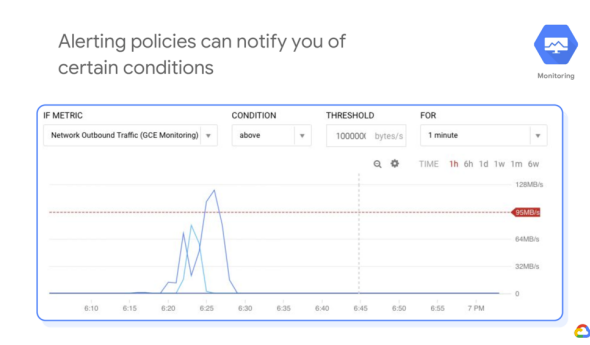 Alerting policies can notify you of
certain conditions
Monitoring
IF METRIC CONDITION THRESHOLD FOR
Network Outbound Traffic (GCE Monitoring) above 100000( bytes/s 1 minute
TIME 1h 6h 1d 1w 1m 6w
128MB/s
95MB/s
64MB/s
32MB/s
0
6:10 6:15 6:20 6:25 6:30 6:35 6:40 6:45 6:50 6:55 7 PM